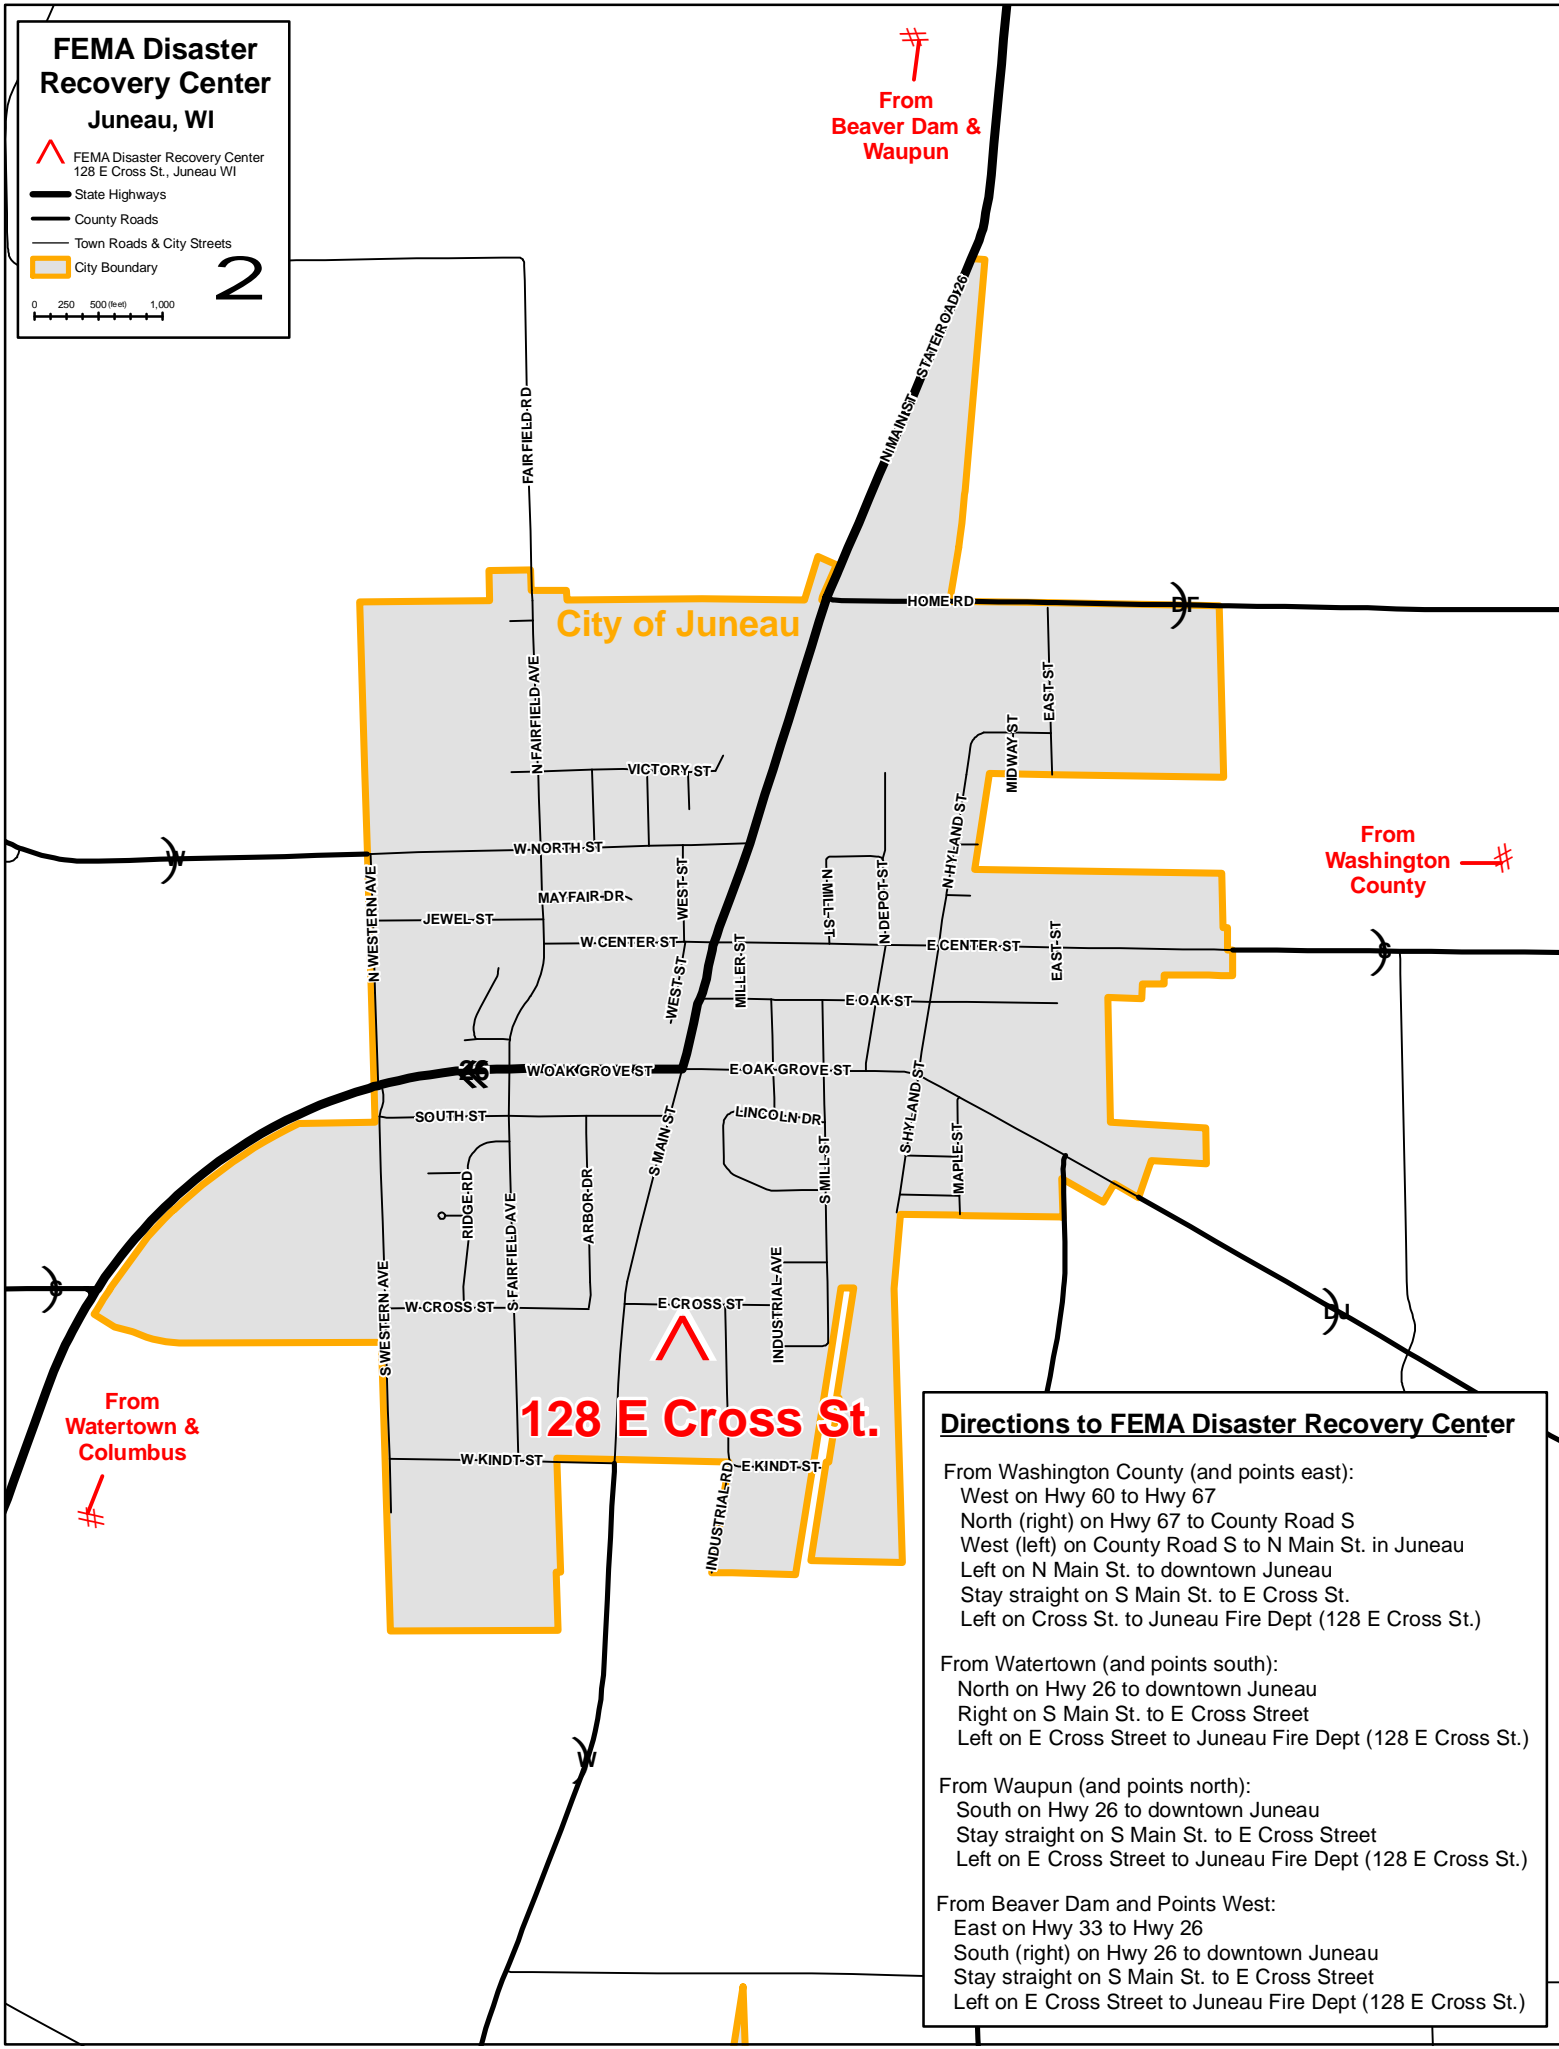 FEMA Disaster
Recovery Center
Juneau, WI
FEMA Disaster Recovery Center
128 E Cross St., Juneau WI
State Highways
County Roads
Town Roads & City Streets
City Boundary
2
0 250 500 (feet) 1,000
From
Beaver Dam &
Waupun
STATE ROAD 26
N MAIN ST
FAIRFIELD RD
City of Juneau
HOME RD
DF
N FAIRFIELD AVE
EAST ST
MIDWAY ST
VICTORY ST
N HYLAND ST
W NORTH ST
W
From
Washington
County
N WESTERN AVE
MAYFAIR DR
WEST ST
N MILL ST
N DEPOT ST
JEWEL ST
W CENTER ST
E CENTER ST
EAST ST
S
WEST ST
MILLER ST
E OAK ST
26
W OAK GROVE ST
E OAK GROVE ST
SOUTH ST
S MAIN ST
LINCOLN DR
S HYLAND ST
MAPLE ST
S MILL ST
RIDGE RD
S FAIRFIELD AVE
ARBOR DR
S
S WESTERN AVE
W CROSS ST
E CROSS ST
INDUSTRIAL AVE
DJ
From
Watertown &
Columbus
128 E Cross St.
W KINDT ST
E KINDT ST
INDUSTRIAL RD
W
Directions to FEMA Disaster Recovery Center
From Washington County (and points east):
West on Hwy 60 to Hwy 67
North (right) on Hwy 67 to County Road S
West (left) on County Road S to N Main St. in Juneau
Left on N Main St. to downtown Juneau
Stay straight on S Main St. to E Cross St.
Left on Cross St. to Juneau Fire Dept (128 E Cross St.)
From Watertown (and points south):
North on Hwy 26 to downtown Juneau
Right on S Main St. to E Cross Street
Left on E Cross Street to Juneau Fire Dept (128 E Cross St.)
From Waupun (and points north):
South on Hwy 26 to downtown Juneau
Stay straight on S Main St. to E Cross Street
Left on E Cross Street to Juneau Fire Dept (128 E Cross St.)
From Beaver Dam and Points West:
East on Hwy 33 to Hwy 26
South (right) on Hwy 26 to downtown Juneau
Stay straight on S Main St. to E Cross Street
Left on E Cross Street to Juneau Fire Dept (128 E Cross St.)